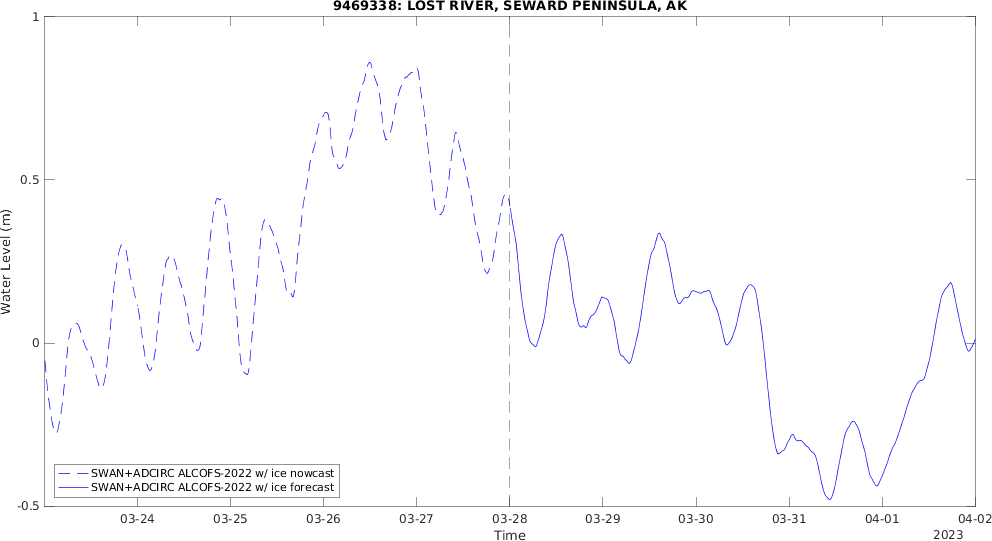 9469338: LOST RIVER, SEWARD PENINSULA, AK
1
0.5
0
-0.5
Water Level (m)
SWAN+ADCIRC ALCOFS-2022 w/ ice nowcast
SWAN+ADCIRC ALCOFS-2022 w/ ice forecast
03-24 03-25 03-26 03-27 03-28 03-29 03-30 03-31 04-01 04-02
Time
2023